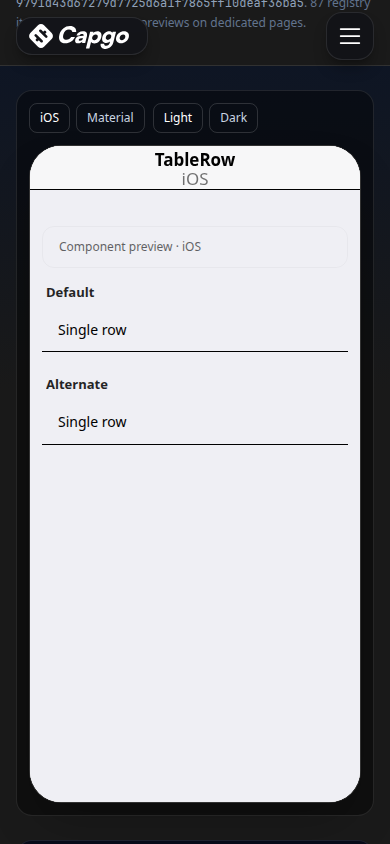 9791d43d67279d7725d6a1f7865ff10deaf36ba5. 87 registry
previews on dedicated pages.
Capgo
iOS
Material
Light
Dark
TableRow
iOS
Component preview · iOS
Default
Single row
Alternate
Single row